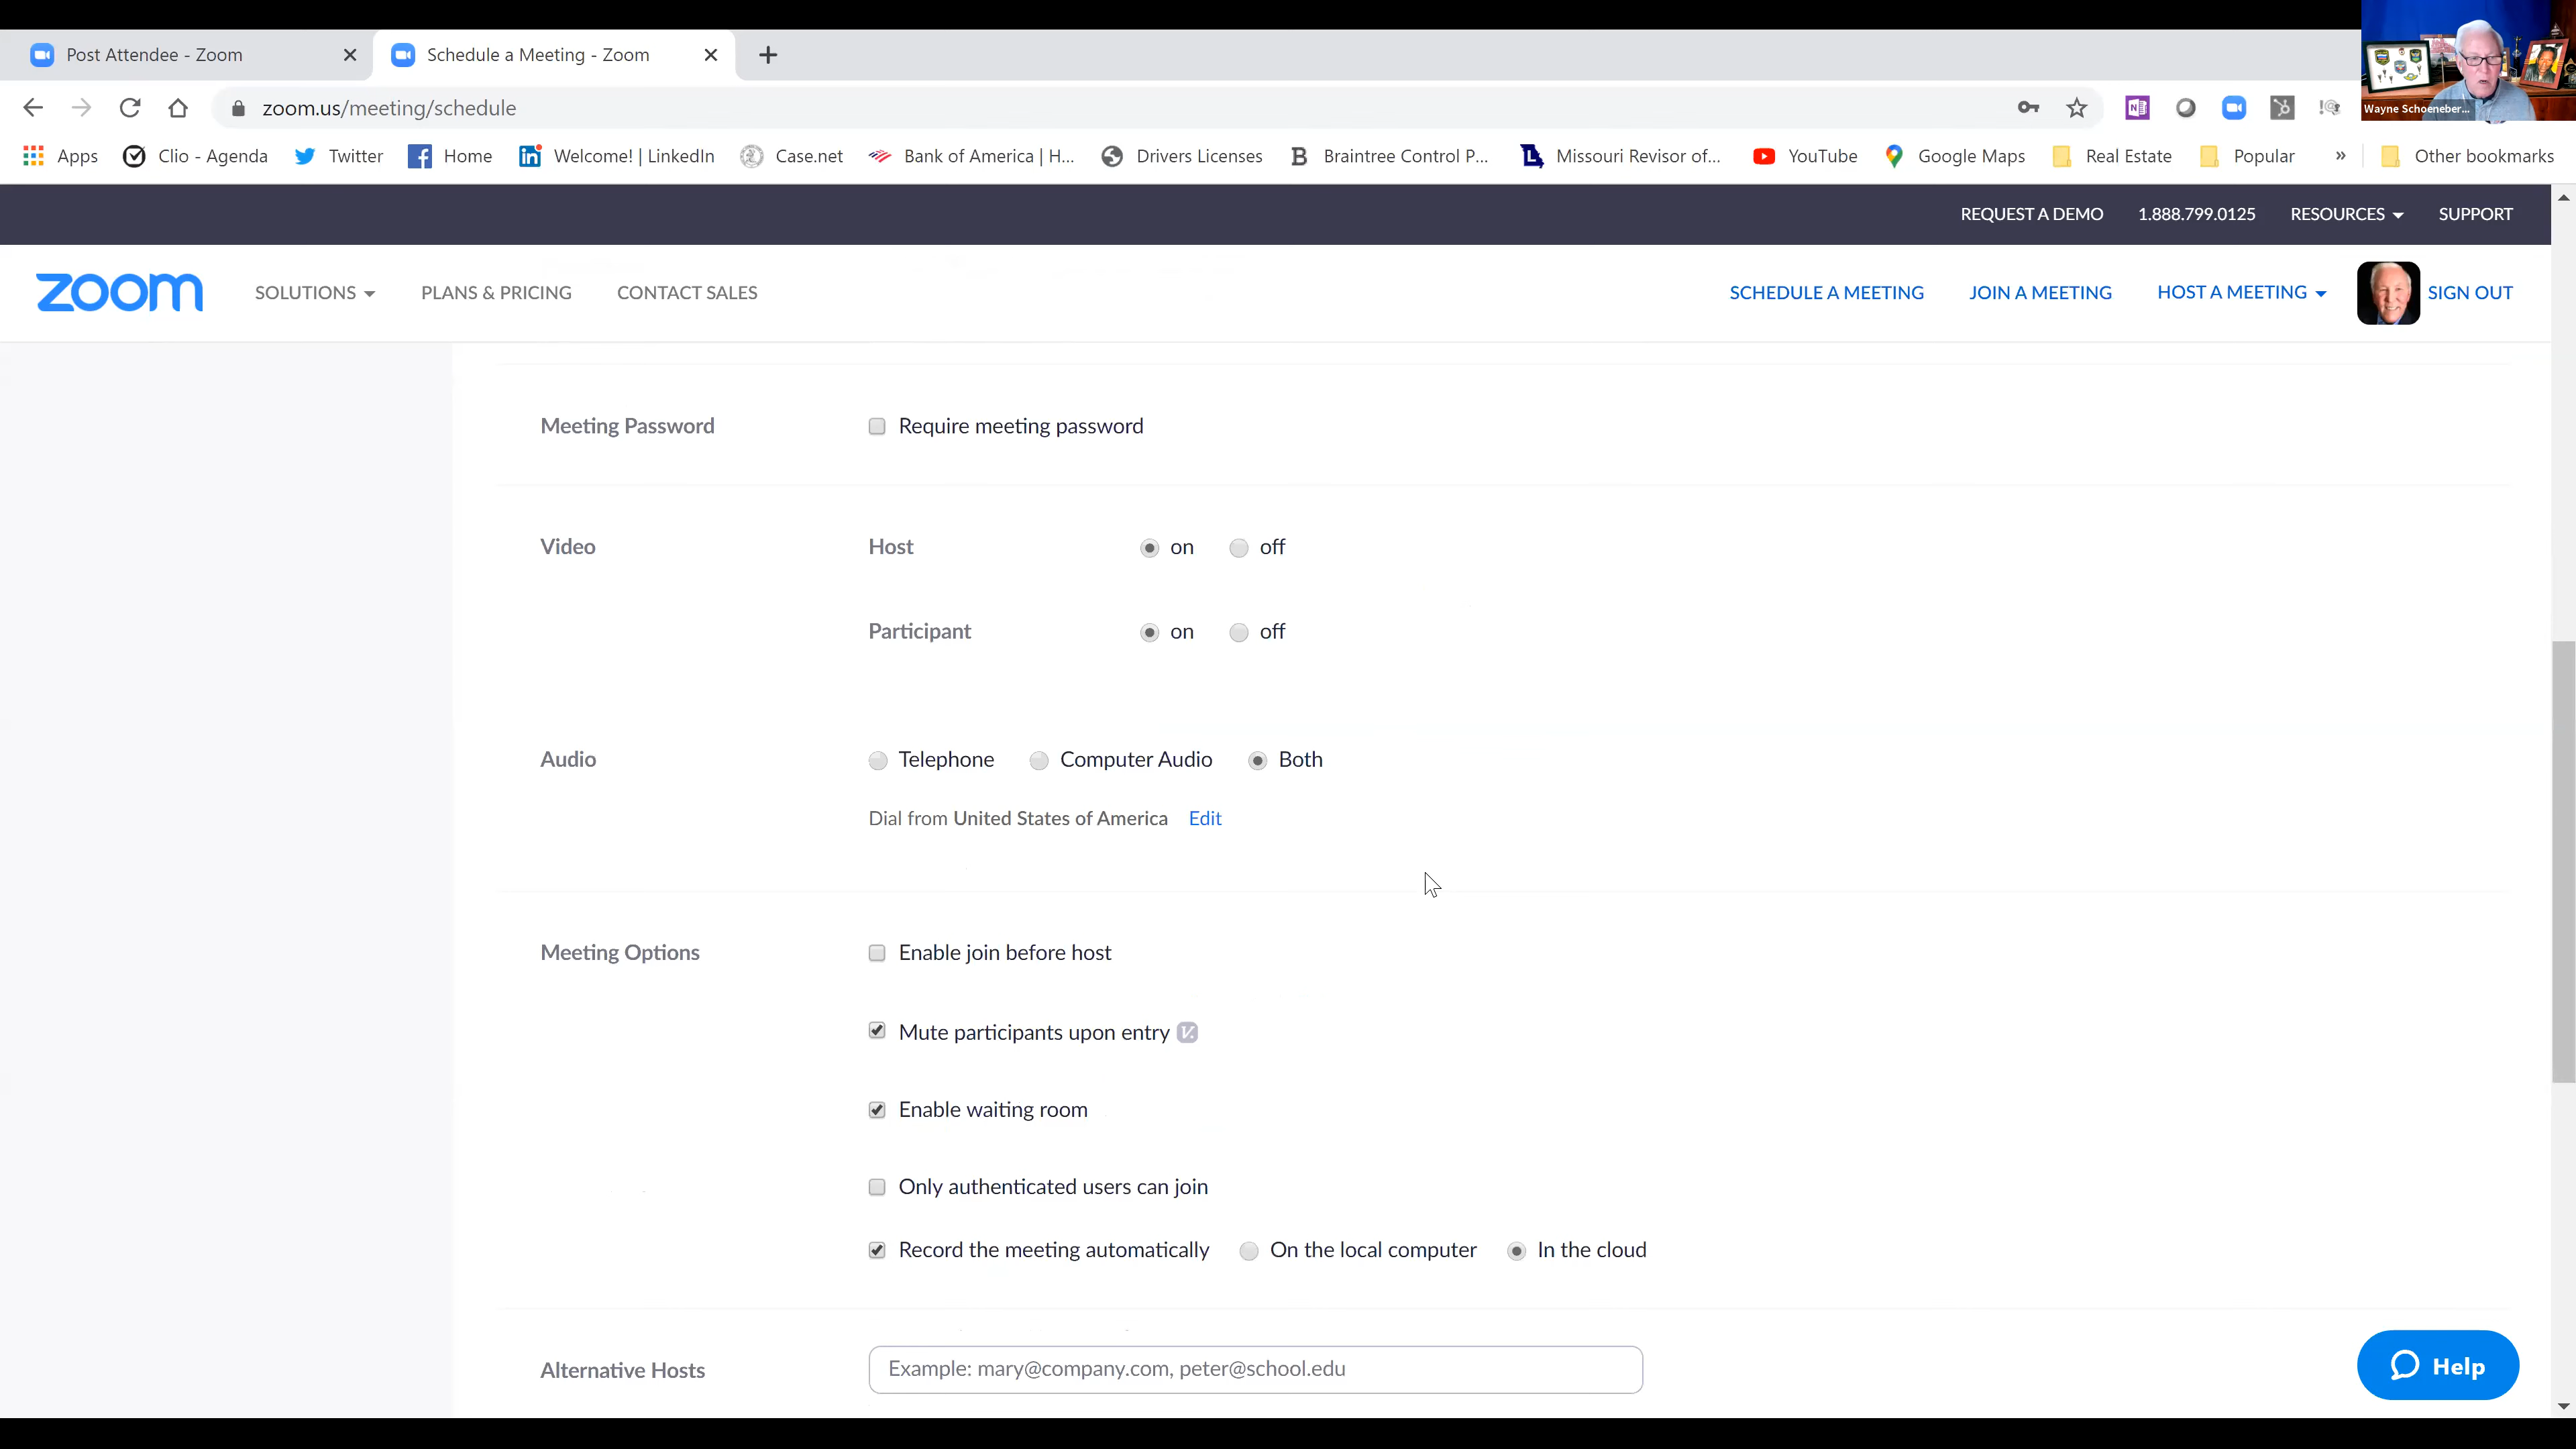 Post Attendee - Zoom
Schedule a Meeting - Zoom
zoom.us/meeting/schedule
Wayne Schoeneber...
Apps
Clio - Agenda
Twitter
Home
Welcome! | LinkedIn
Case.net
Bank of America | H...
Drivers Licenses
Braintree Control P...
Missouri Revisor of...
YouTube
Google Maps
Real Estate
Popular
»
Other bookmarks
REQUEST A DEMO 1.888.799.0125 RESOURCES SUPPORT
zoom SOLUTIONS PLANS & PRICING CONTACT SALES SCHEDULE A MEETING JOIN A MEETING HOST A MEETING SIGN OUT
Meeting Password Require meeting password
Video Host on off
Participant on off
Audio Telephone Computer Audio Both
Dial from United States of America Edit
Meeting Options Enable join before host
Mute participants upon entry
Enable waiting room
Only authenticated users can join
Record the meeting automatically On the local computer In the cloud
Alternative Hosts Example: mary@company.com, peter@school.edu
Help